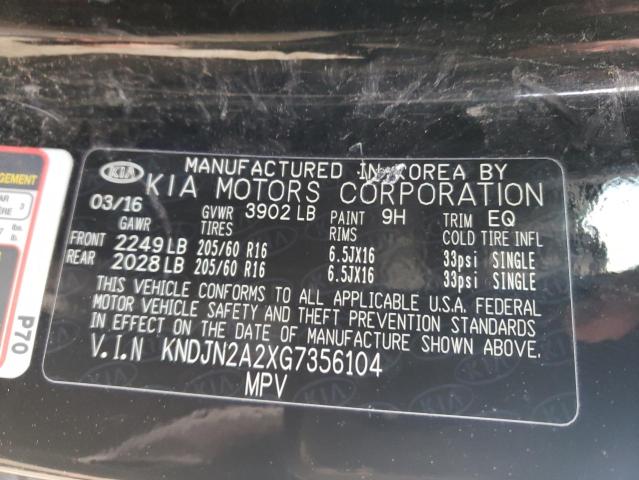 KIA
MANUFACTURED IN KOREA BY
KIA MOTORS CORPORATION
03/16 GVWR 3902 LB PAINT 9H TRIM EQ
GAWR TIRES RIMS COLD TIRE INFL
FRONT 2249 LB 205/60 R16 6.5JX16 33psi SINGLE
REAR 2028 LB 205/60 R16 6.5JX16 33psi SINGLE
THIS VEHICLE CONFORMS TO ALL APPLICABLE U.S.A. FEDERAL
MOTOR VEHICLE SAFETY AND THEFT PREVENTION STANDARDS
IN EFFECT ON THE DATE OF MANUFACTURE SHOWN ABOVE.
V.I.N KNDJN2A2XG7356104
MPV
P70
lbs.
lb.
3